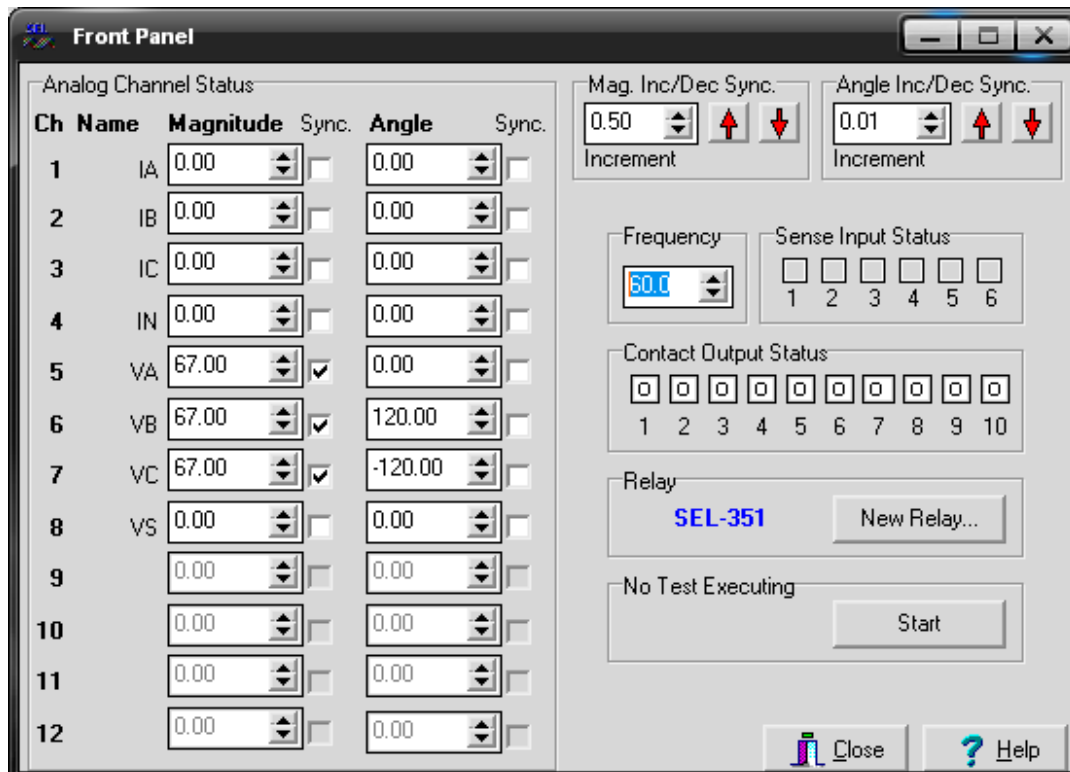 SEL Front Panel
Analog Channel Status
Ch Name Magnitude Sync. Angle Sync.
1 IA 0.00 0.00
2 IB 0.00 0.00
3 IC 0.00 0.00
4 IN 0.00 0.00
5 VA 67.00 0.00
6 VB 67.00 120.00
7 VC 67.00 -120.00
8 VS 0.00 0.00
9 0.00 0.00
10 0.00 0.00
11 0.00 0.00
12 0.00 0.00
Mag. Inc/Dec Sync.
0.50
Increment
Angle Inc/Dec Sync.
0.01
Increment
Frequency
60.0
Sense Input Status
1 2 3 4 5 6
Contact Output Status
O O O O O O O O O O
1 2 3 4 5 6 7 8 9 10
Relay
SEL-351 New Relay...
No Test Executing
Start
Close ? Help